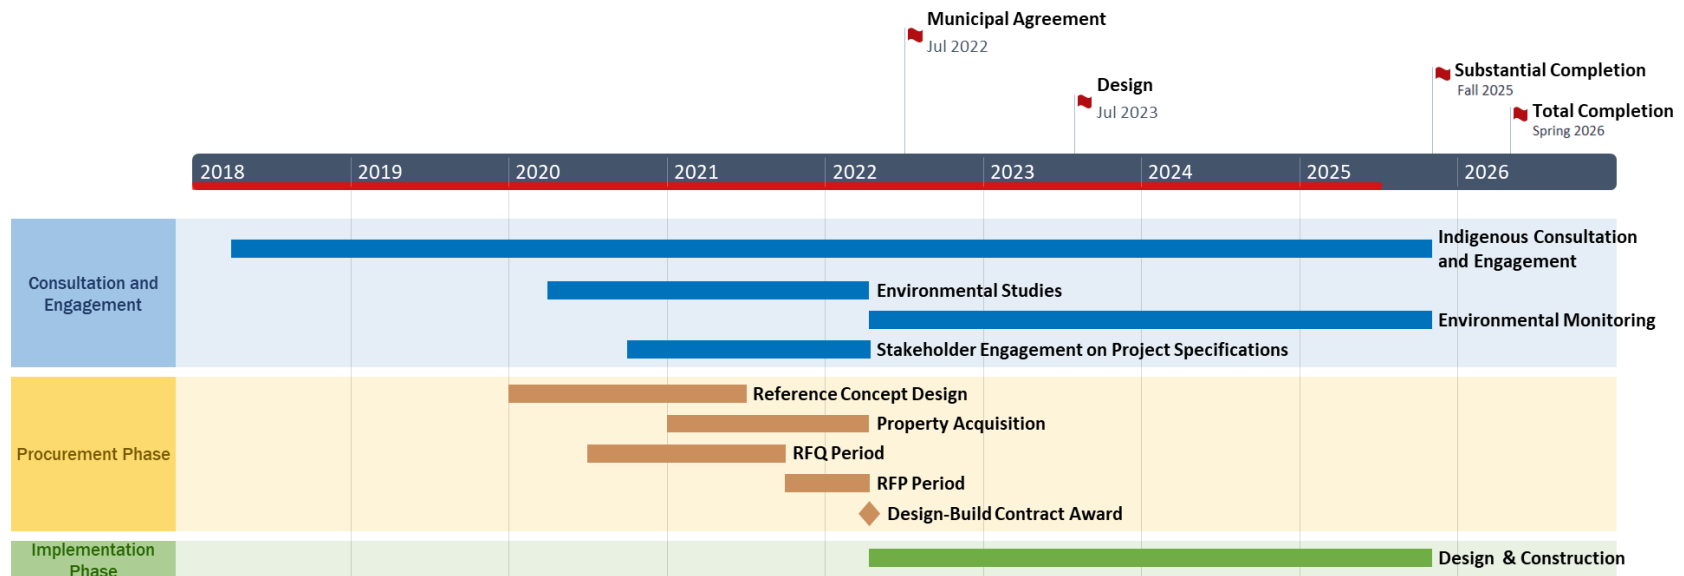 Municipal Agreement
Jul 2022
Substantial Completion
Fall 2025
Design
Jul 2023
Total Completion
Spring 2026
2018 2019 2020 2021 2022 2023 2024 2025 2026
Consultation and
Engagement
Indigenous Consultation
and Engagement
Environmental Studies
Environmental Monitoring
Stakeholder Engagement on Project Specifications
Procurement Phase
Reference Concept Design
Property Acquisition
RFQ Period
RFP Period
Design-Build Contract Award
Implementation
Phase
Design & Construction